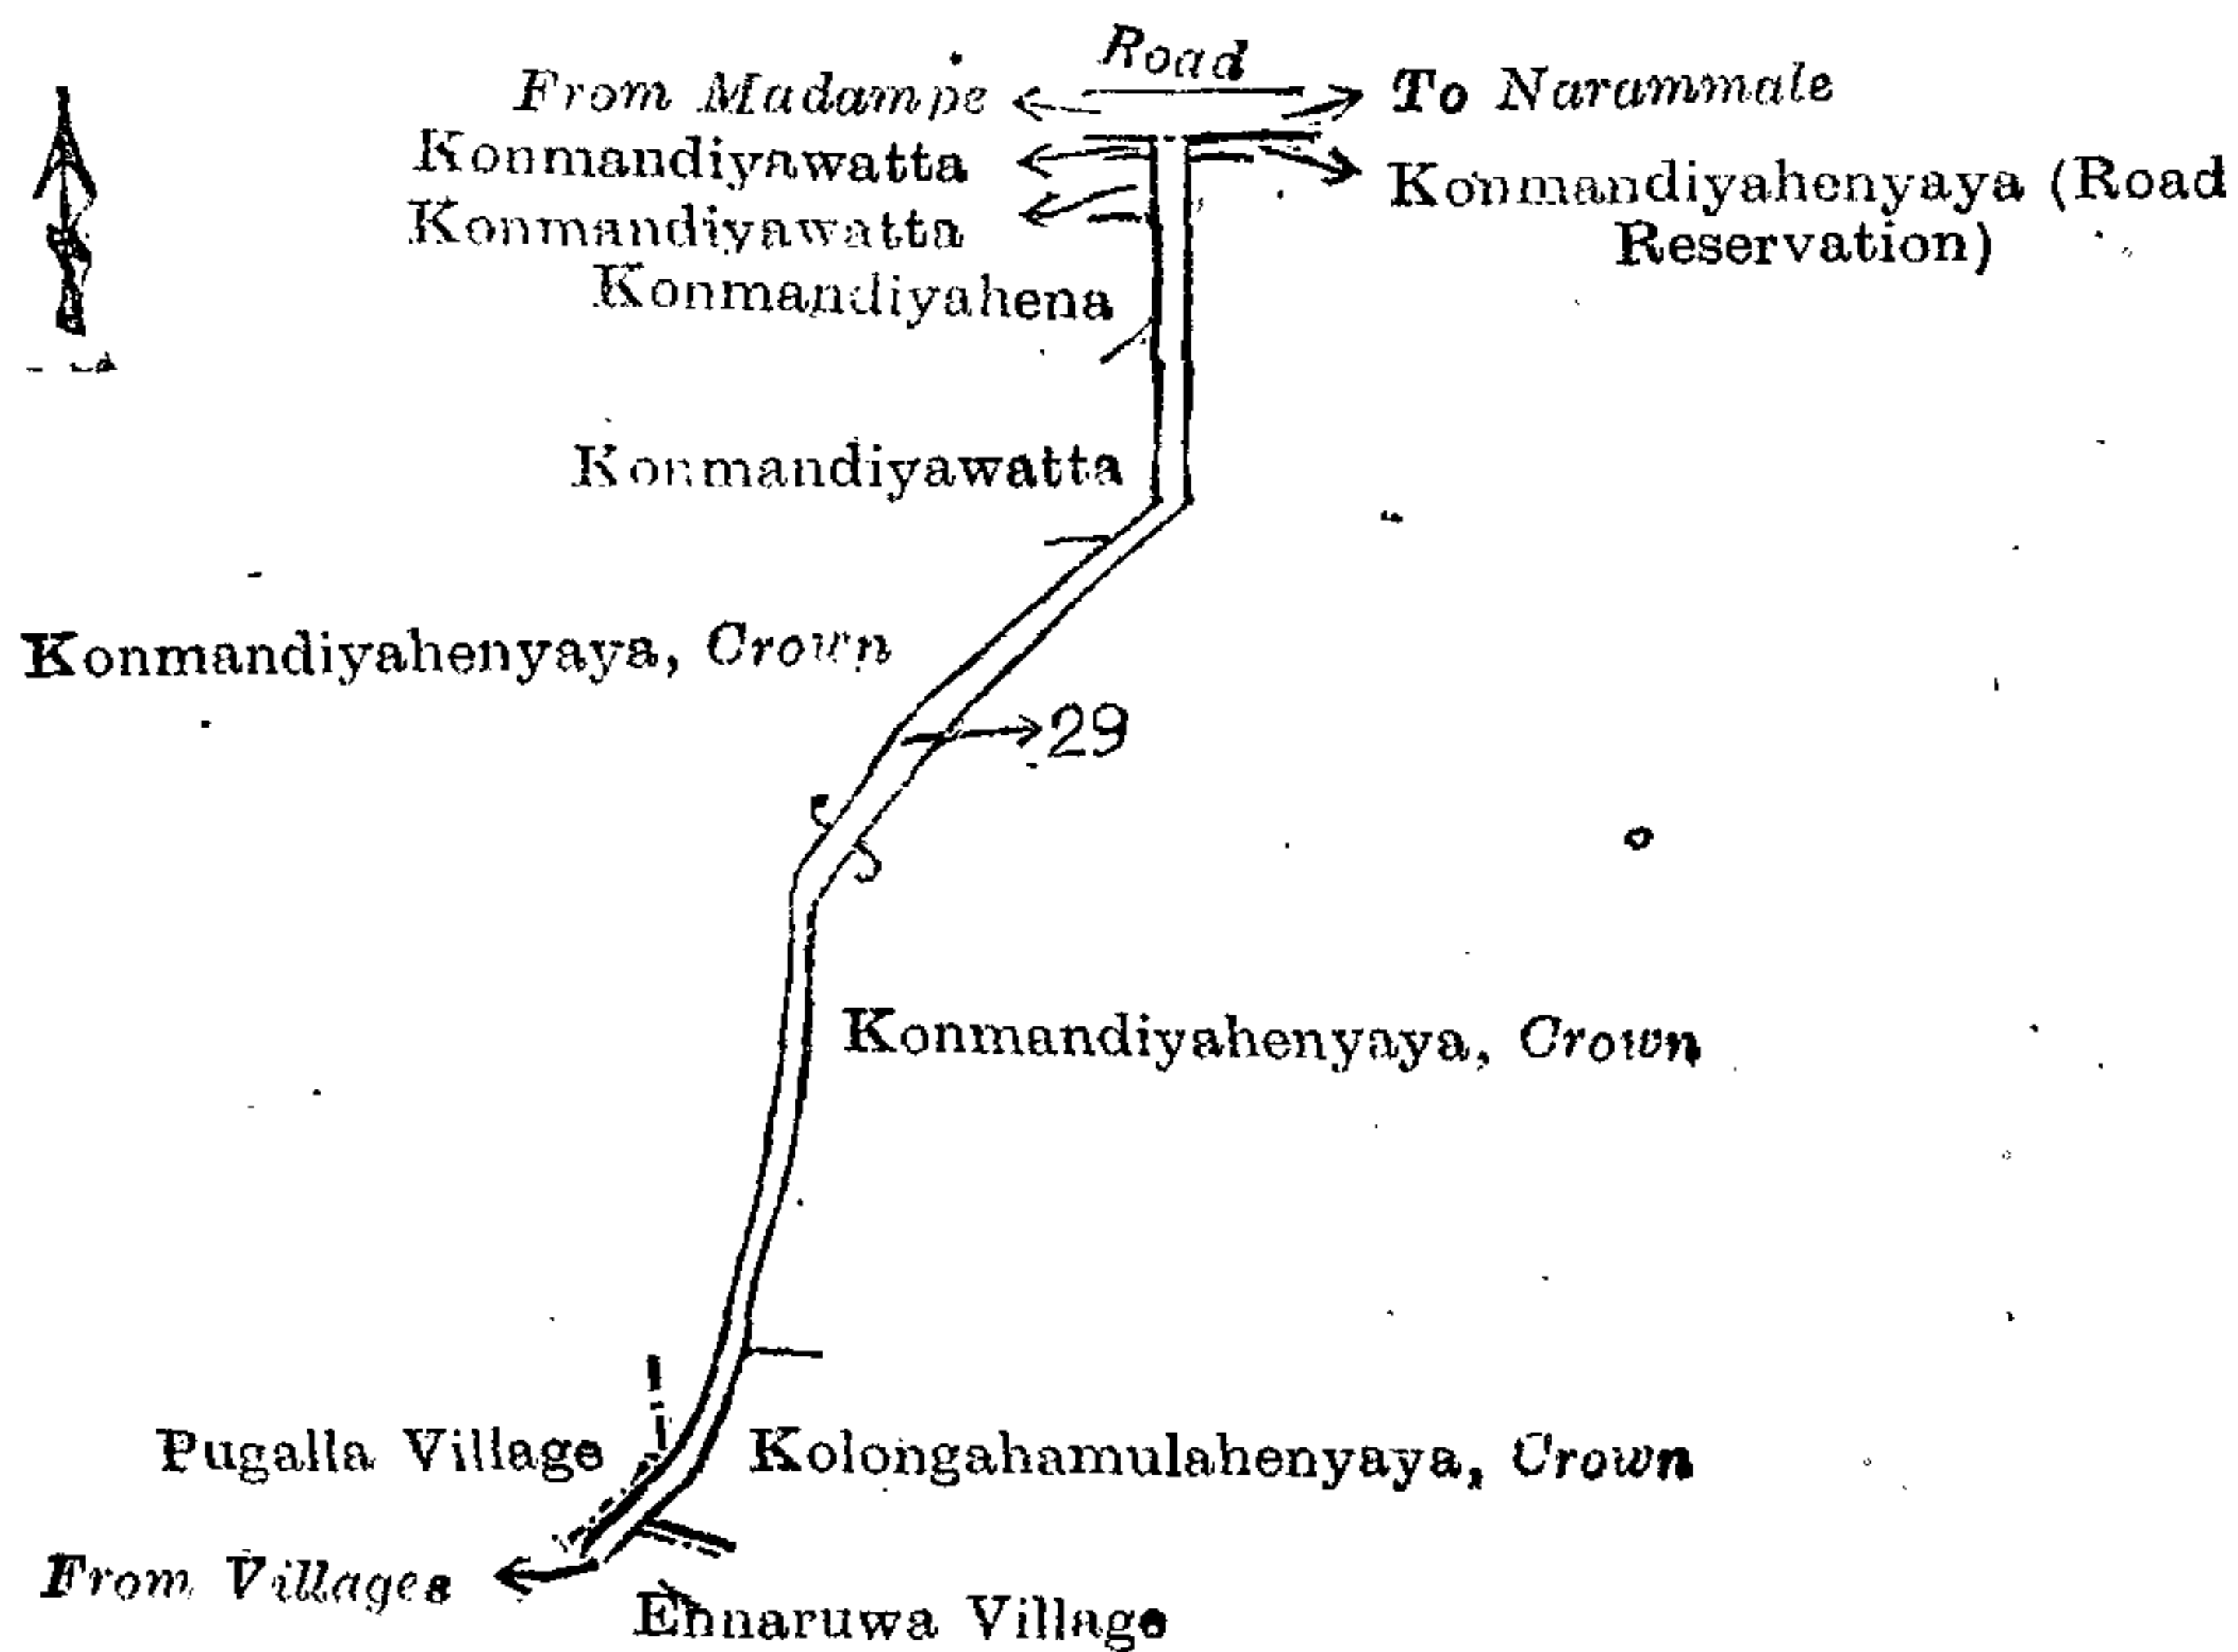 Road
From Madampe
To Narammale
Konmandiyawatta
Konmandiyahenyaya (Road
Reservation)
Konmandiyawatta
Konmandiyahena
Konmandiyawatta
Konmandiyahenyaya, Crown
29
Konmandiyahenyaya, Crown
Pugalla Village
Kolongahamulahenyaya, Crown
From Villages
Ennaruwa Village